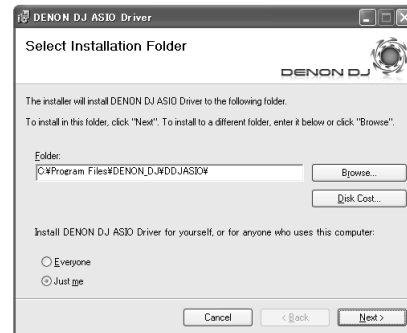 DENON DJ ASIO Driver
Select Installation Folder
DENON DJ
The installer will install DENON DJ ASIO Driver to the following folder.
To install in this folder, click "Next". To install to a different folder, enter it below or click "Browse".
Folder:
C:¥Program Files¥DENON_DJ¥DDJASIO¥
Browse...
Disk Cost...
Install DENON DJ ASIO Driver for yourself, or for anyone who uses this computer:
Everyone
Just me
Cancel
< Back
Next >